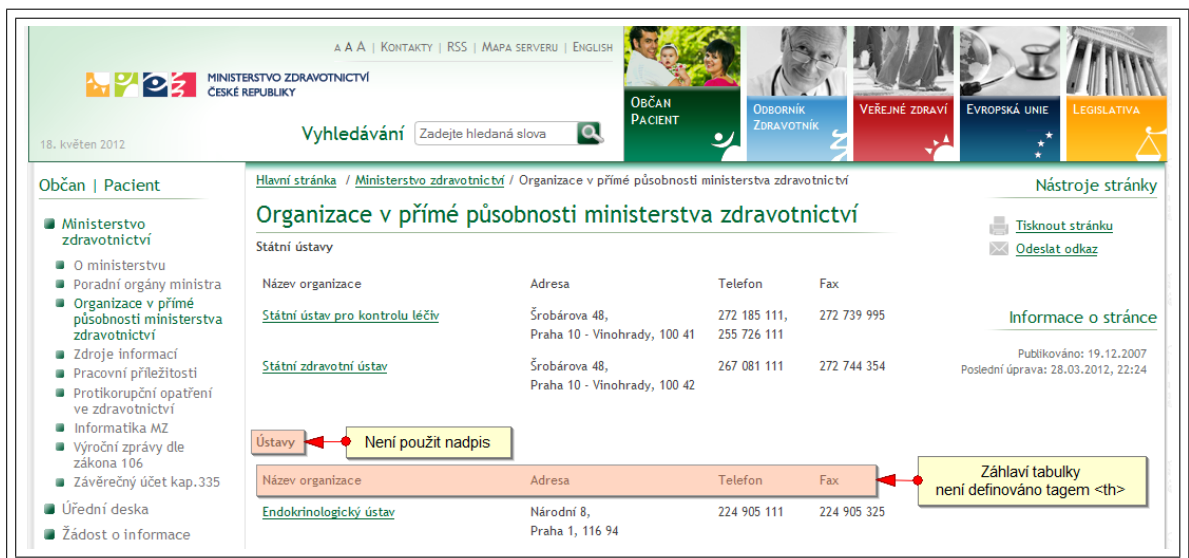 A A A | Kontakty | RSS | Mapa serveru | English
MINISTERSTVO ZDRAVOTNICTVÍ
ČESKÉ REPUBLIKY
Občan
Pacient
Odborník
Zdravotník
Veřejné zdraví
Evropská unie
Legislativa
18. květen 2012
Vyhledávání Zadejte hledaná slova
Občan | Pacient
Ministerstvo
zdravotnictví
O ministerstvu
Poradní orgány ministra
Organizace v přímé
působnosti ministerstva
zdravotnictví
Zdroje informací
Pracovní příležitosti
Protikorupční opatření
ve zdravotnictví
Informatika MZ
Výroční zprávy dle
zákona 106
Závěrečný účet kap.335
Úřední deska
Žádost o informace
Hlavní stránka / Ministerstvo zdravotnictví / Organizace v přímé působnosti ministerstva zdravotnictví
Organizace v přímé působnosti ministerstva zdravotnictví
Státní ústavy
Název organizace Adresa Telefon Fax
Státní ústav pro kontrolu léčiv Šrobárova 48, 272 185 111, 272 739 995
Praha 10 - Vinohrady, 100 41 255 726 111
Státní zdravotní ústav Šrobárova 48, 267 081 111 272 744 354
Praha 10 - Vinohrady, 100 42
Ústavy Není použit nadpis
Název organizace Adresa Telefon Fax
Záhlaví tabulky
není definováno tagem <th>
Endokrinologický ústav Národní 8, 224 905 111 224 905 325
Praha 1, 116 94
Nástroje stránky
Tisknout stránku
Odeslat odkaz
Informace o stránce
Publikováno: 19.12.2007
Poslední úprava: 28.03.2012, 22:24